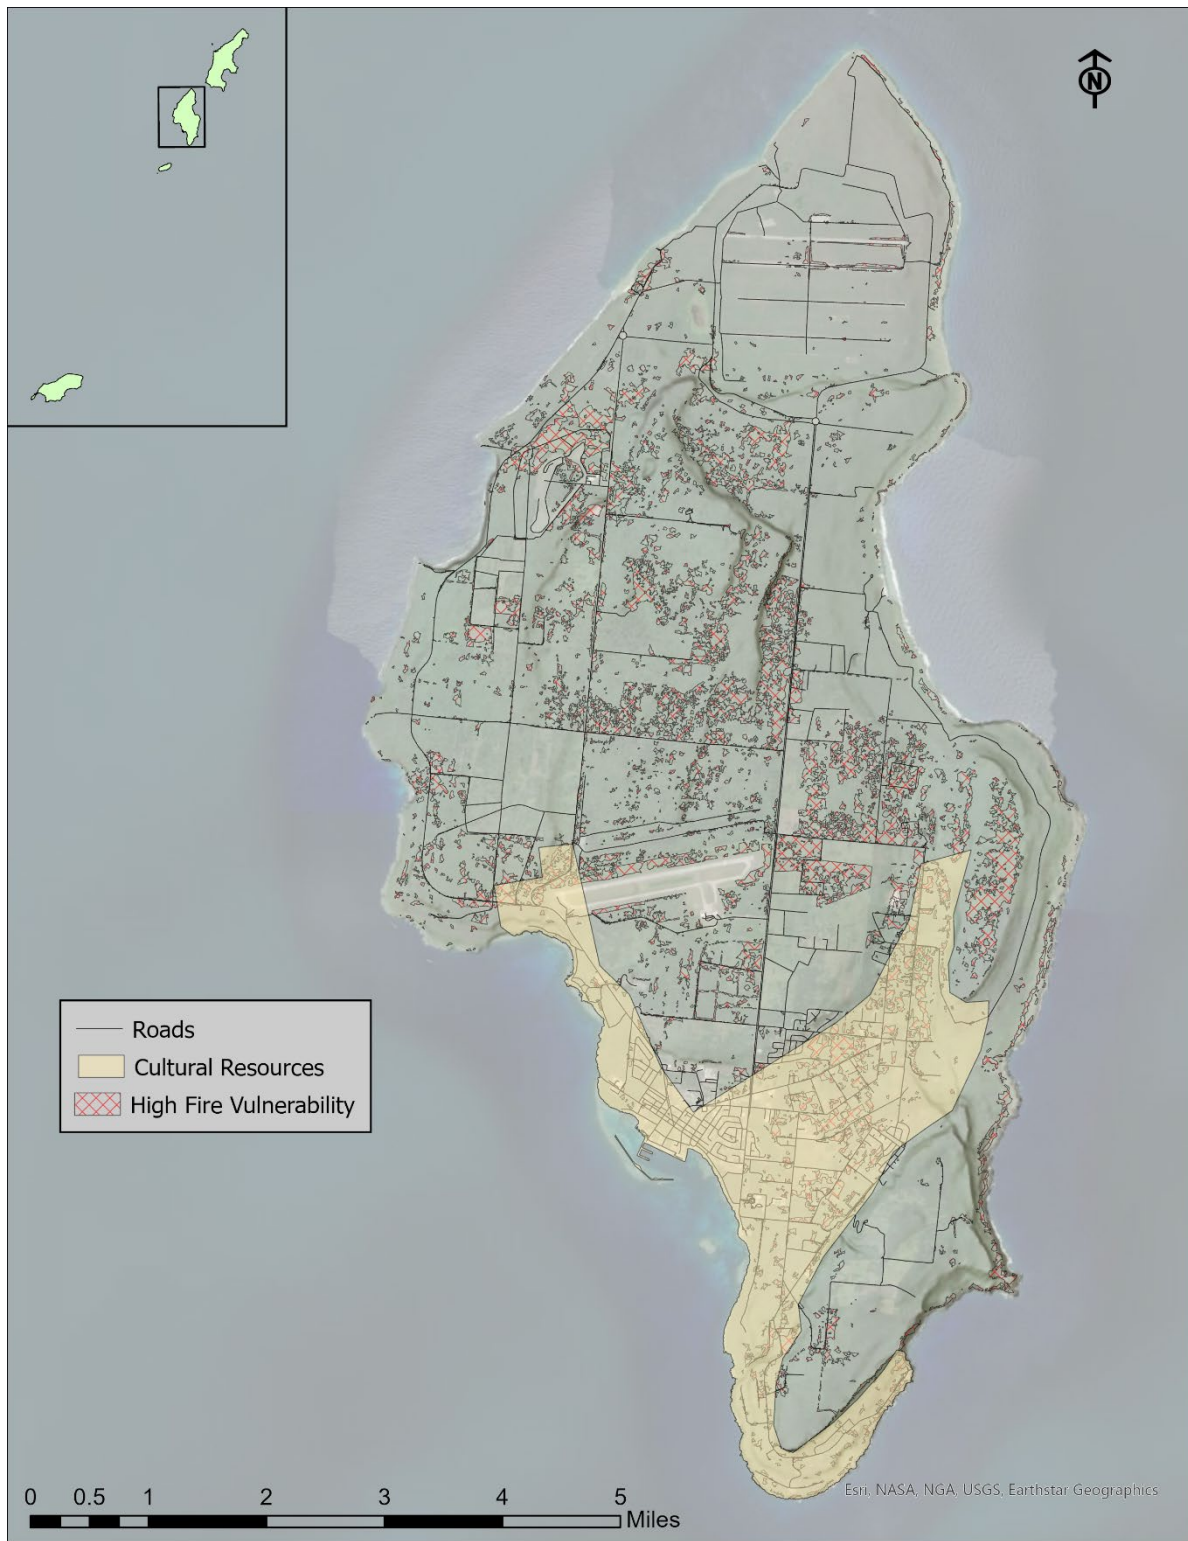 N
Roads
Cultural Resources
High Fire Vulnerability
0 0.5 1 2 3 4 5
Miles
Esri, NASA, NGA, USGS, Earthstar Geographics